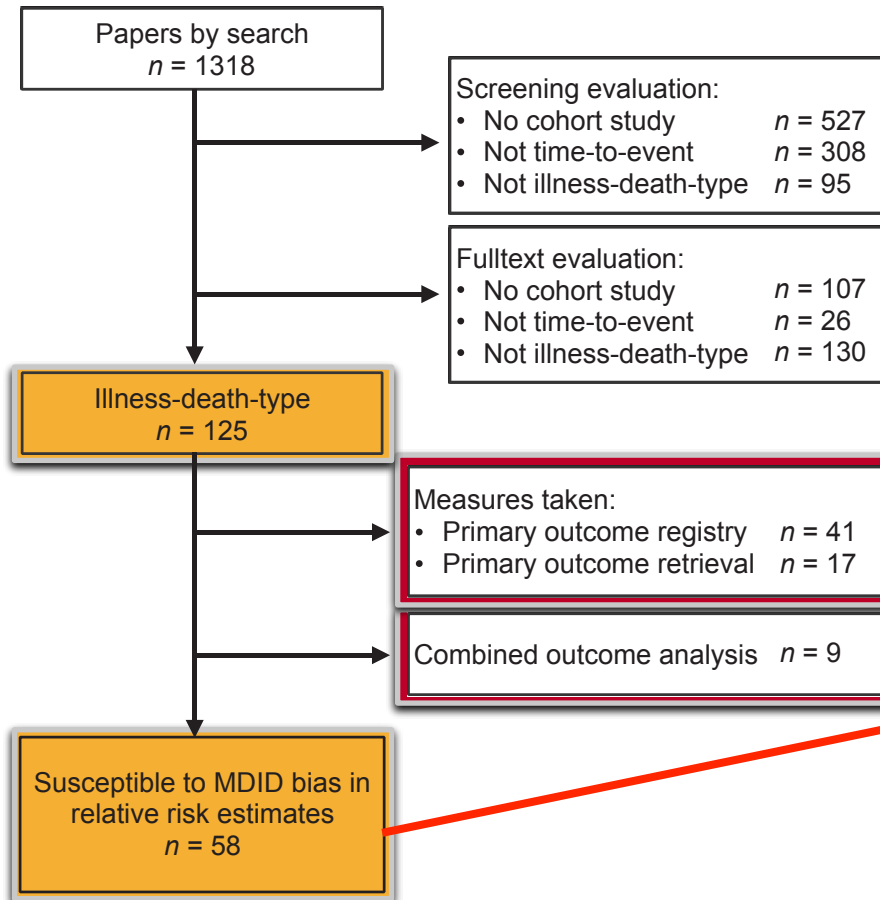 Papers by search
n = 1318
Screening evaluation:
• No cohort study n = 527
• Not time-to-event n = 308
• Not illness-death-type n = 95
Fulltext evaluation:
• No cohort study n = 107
• Not time-to-event n = 26
• Not illness-death-type n = 130
Illness-death-type
n = 125
Measures taken:
• Primary outcome registry n = 41
• Primary outcome retrieval n = 17
Combined outcome analysis n = 9
Susceptible to MDID bias in
relative risk estimates
n = 58